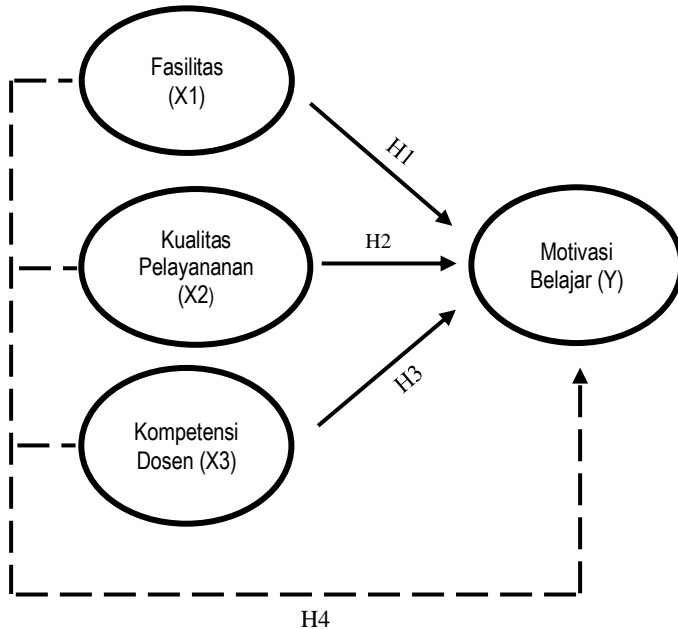 Fasilitas
(X1)
H1
Kualitas
Pelayananan
(X2)
H2
Motivasi
Belajar (Y)
Kompetensi
Dosen (X3)
H3
H4